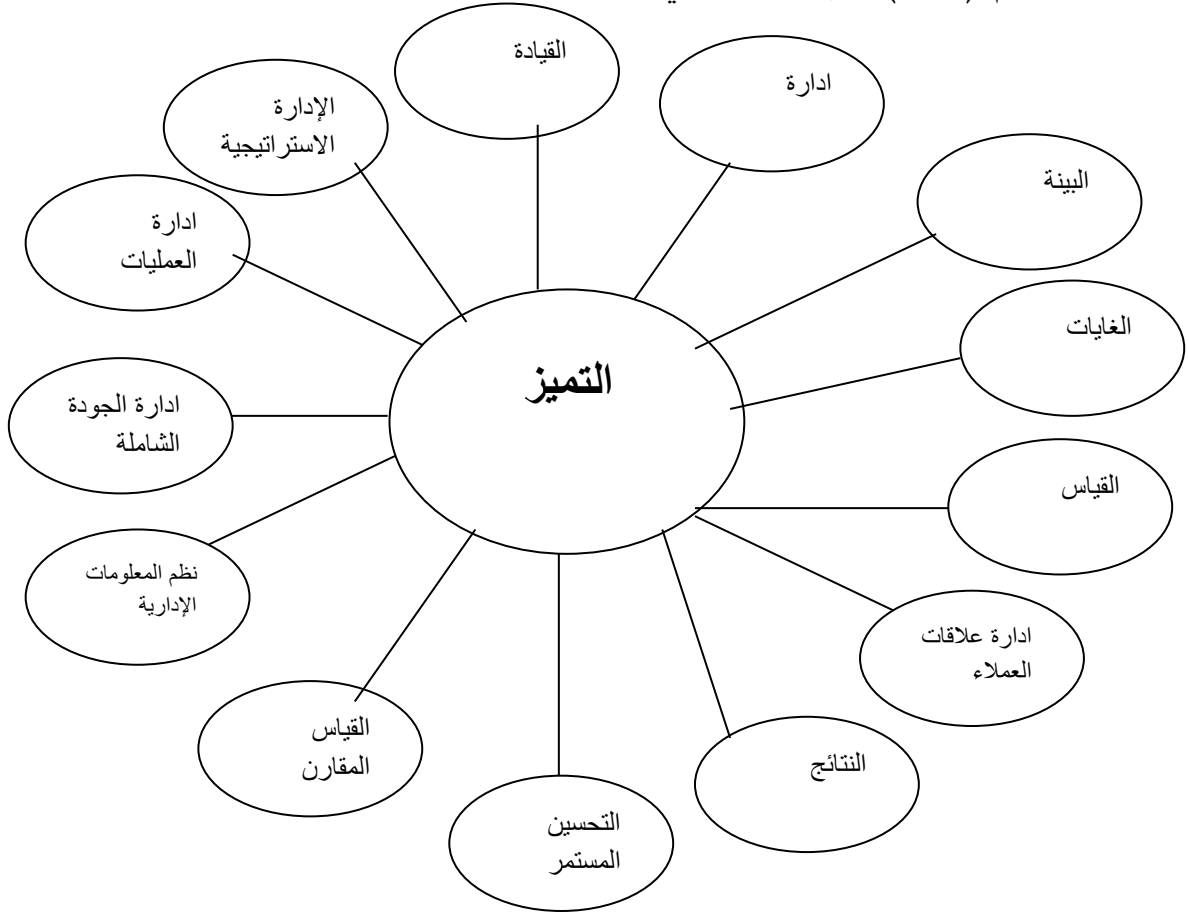 القيادة
ادارة
الإدارة
الاستراتيجية
البينة
ادارة
العمليات
الغايات
التميز
ادارة الجودة
الشاملة
القياس
نظم المعلومات
الإدارية
ادارة علاقات
العملاء
القياس
المقارن
النتائج
التحسين
المستمر